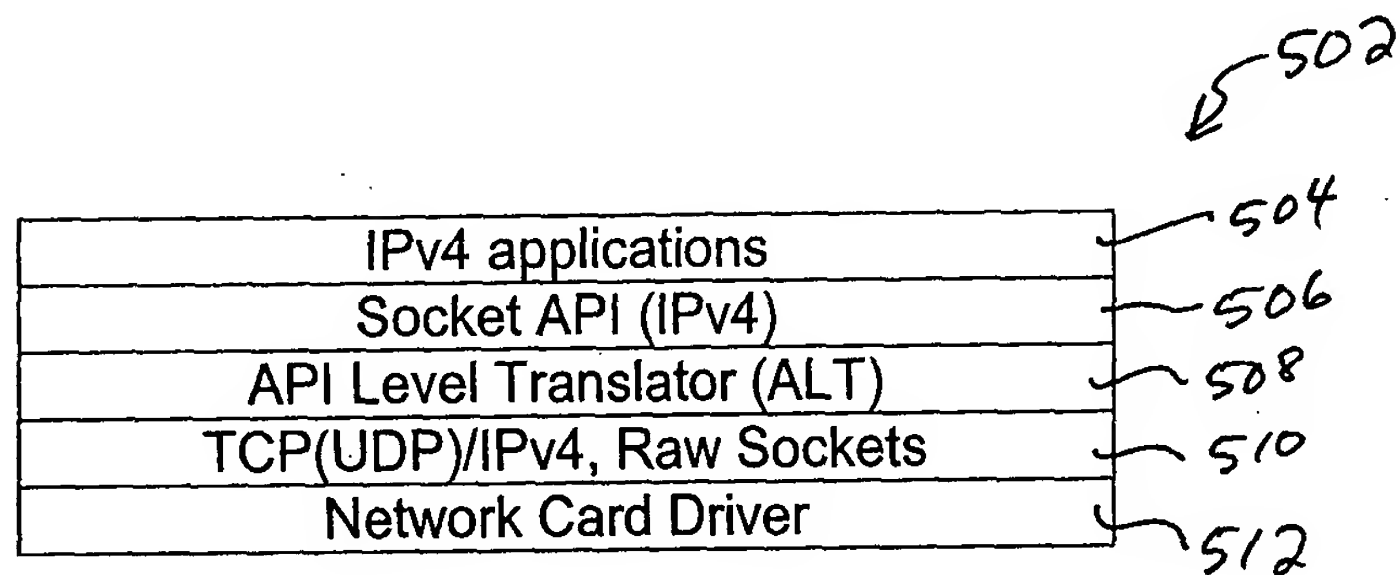 502
IPv4 applications 504
Socket API (IPv4) 506
API Level Translator (ALT) 508
TCP(UDP)/IPv4, Raw Sockets 510
Network Card Driver 512